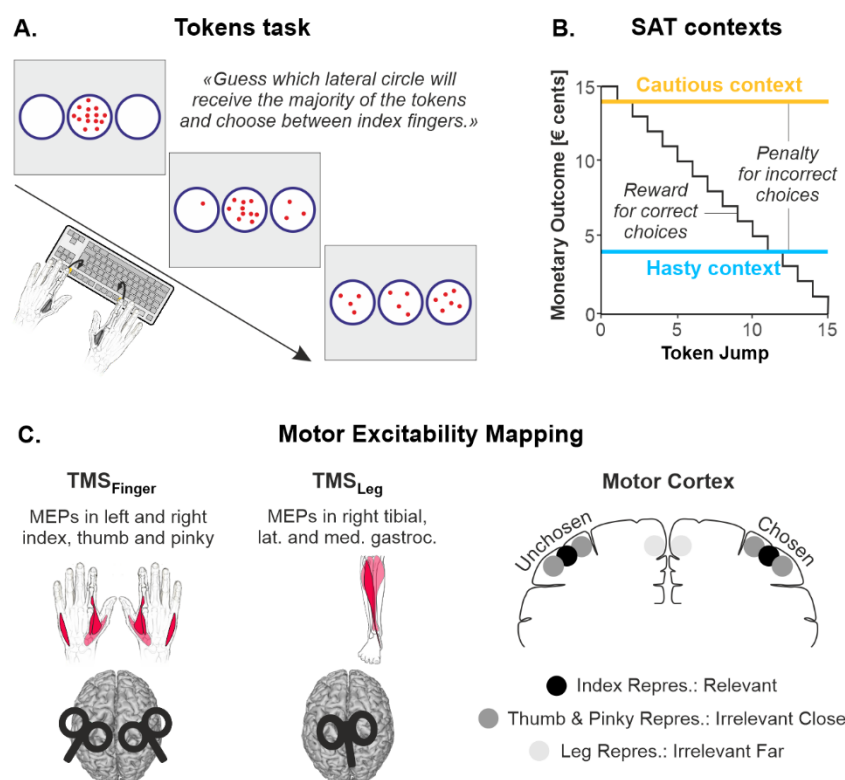 A.
Tokens task
«Guess which lateral circle will
receive the majority of the tokens
and choose between index fingers.»
B.
SAT contexts
Monetary Outcome [€ cents]
15
10
5
0
Cautious context
Penalty
for incorrect
choices
Reward
for correct
choices
Hasty context
0
5
10
15
Token Jump
C.
Motor Excitability Mapping
TMSFinger
MEPs in left and right
index, thumb and pinky
TMSLeg
MEPs in right tibial,
lat. and med. gastroc.
Motor Cortex
Unchosen
Chosen
Index Repres.: Relevant
Thumb & Pinky Repres.: Irrelevant Close
Leg Repres.: Irrelevant Far